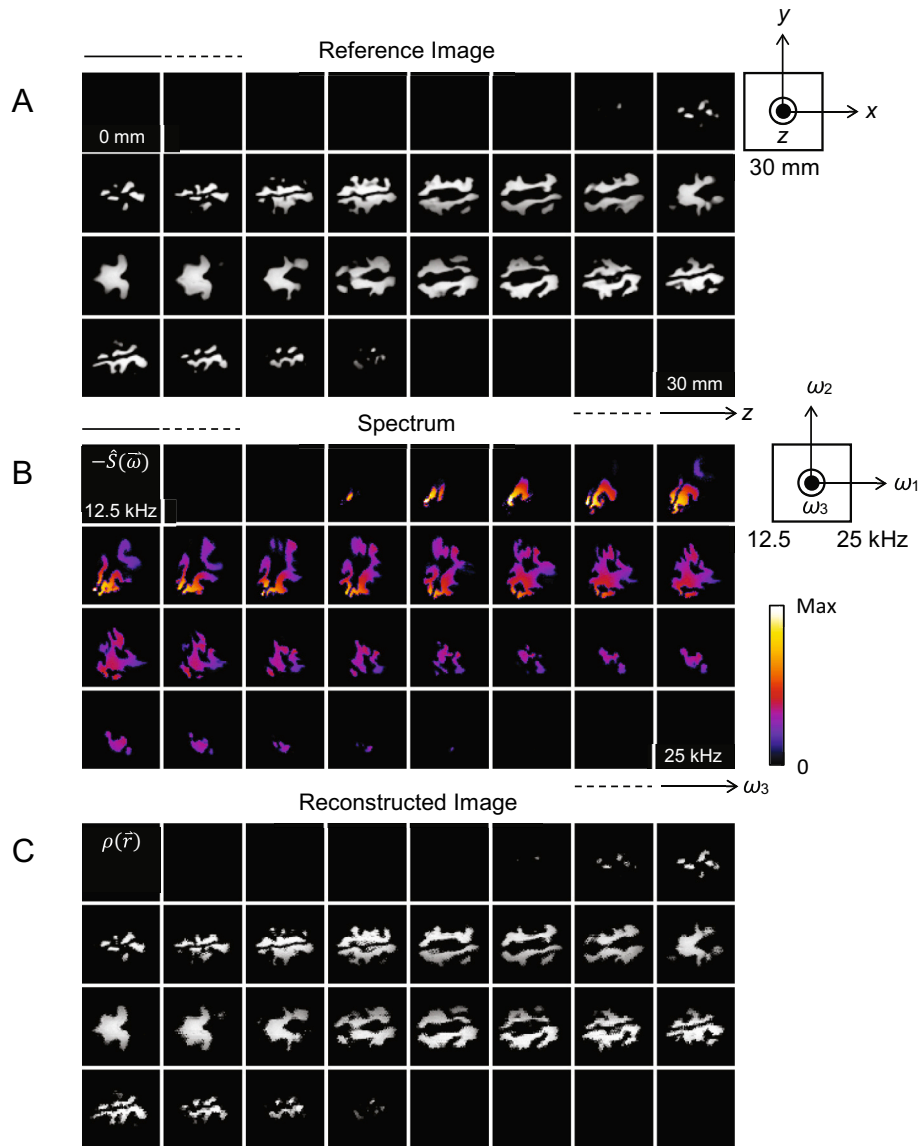 y
Reference Image
A
x
z
0 mm
30 mm
30 mm
z
ω2
Spectrum
B
−Ŝ(ω⃗)
ω1
ω3
12.5 kHz
12.5 25 kHz
Max
0
25 kHz
ω3
Reconstructed Image
C
ρ(r⃗)